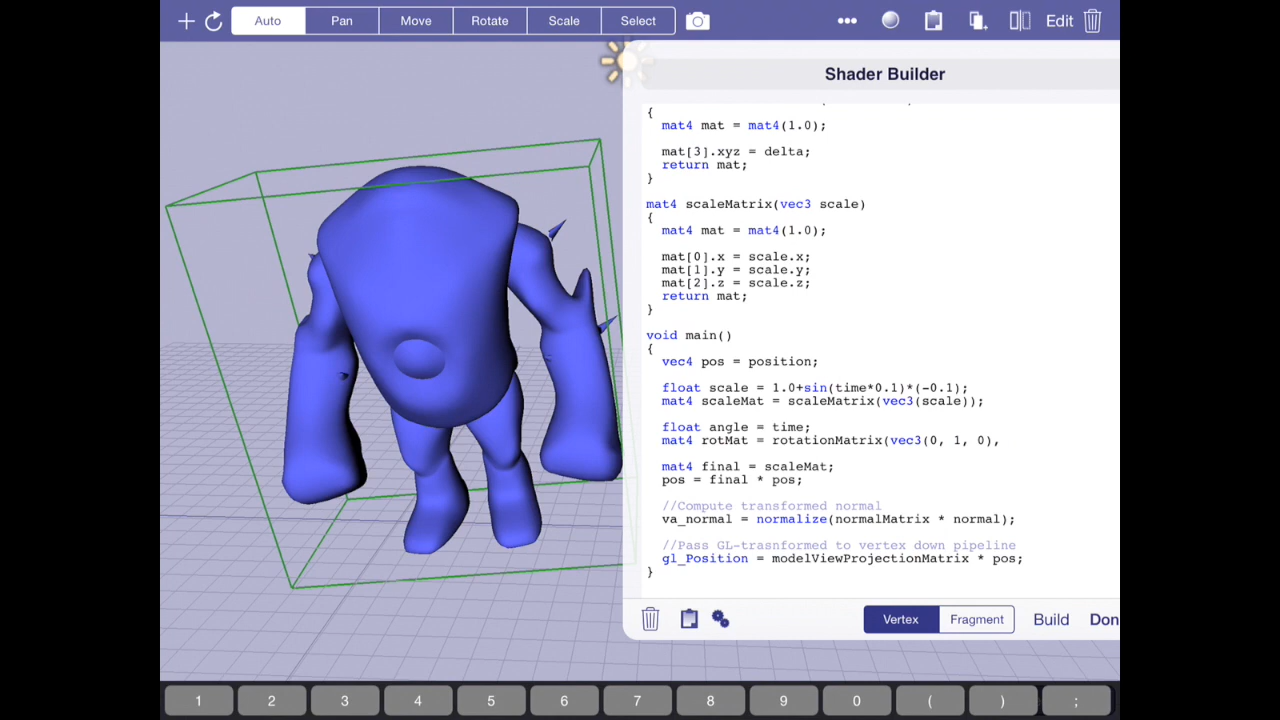 Auto Pan Move Rotate Scale Select Edit
Shader Builder
{
mat4 mat = mat4(1.0);
mat[3].xyz = delta;
return mat;
}
mat4 scaleMatrix(vec3 scale)
{
mat4 mat = mat4(1.0);
mat[0].x = scale.x;
mat[1].y = scale.y;
mat[2].z = scale.z;
return mat;
}
void main()
{
vec4 pos = position;
float scale = 1.0+sin(time*0.1)*(-0.1);
mat4 scaleMat = scaleMatrix(vec3(scale));
float angle = time;
mat4 rotMat = rotationMatrix(vec3(0, 1, 0),
mat4 final = scaleMat;
pos = final * pos;
//Compute transformed normal
va_normal = normalize(normalMatrix * normal);
//Pass GL-trasnformed to vertex down pipeline
gl_Position = modelViewProjectionMatrix * pos;
}
Vertex Fragment Build Don
1 2 3 4 5 6 7 8 9 0 ( ) ;